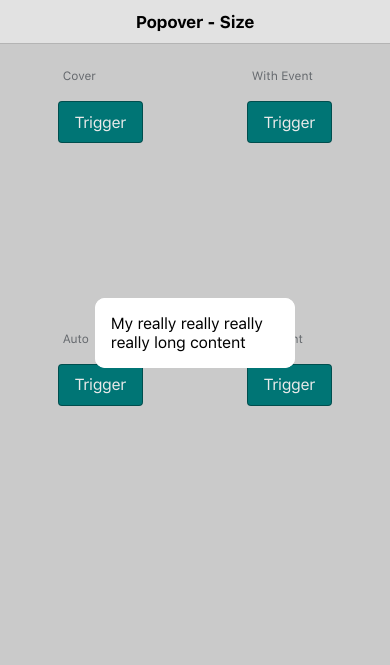 Popover - Size
Cover
With Event
Trigger
Trigger
My really really really
really long content
Auto
Trigger
Trigger